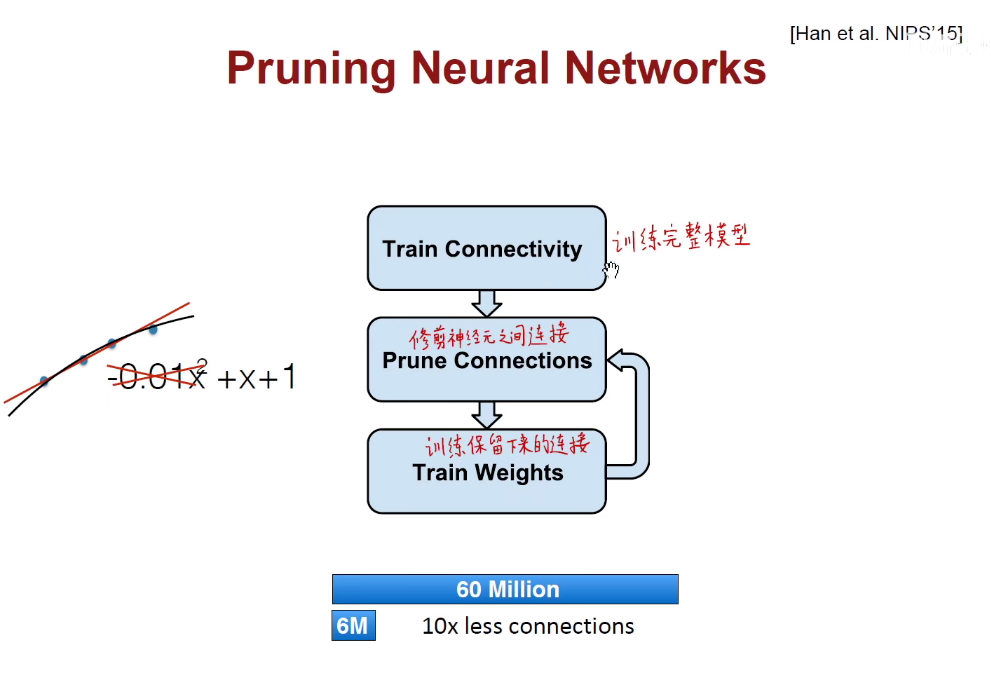 [Han et al. NIPS'15]
Pruning Neural Networks
Train Connectivity
训练完整模型
修剪神经元之间连接
Prune Connections
-0.01x² +x+1
训练保留下来的连接
Train Weights
60 Million
6M
10x less connections